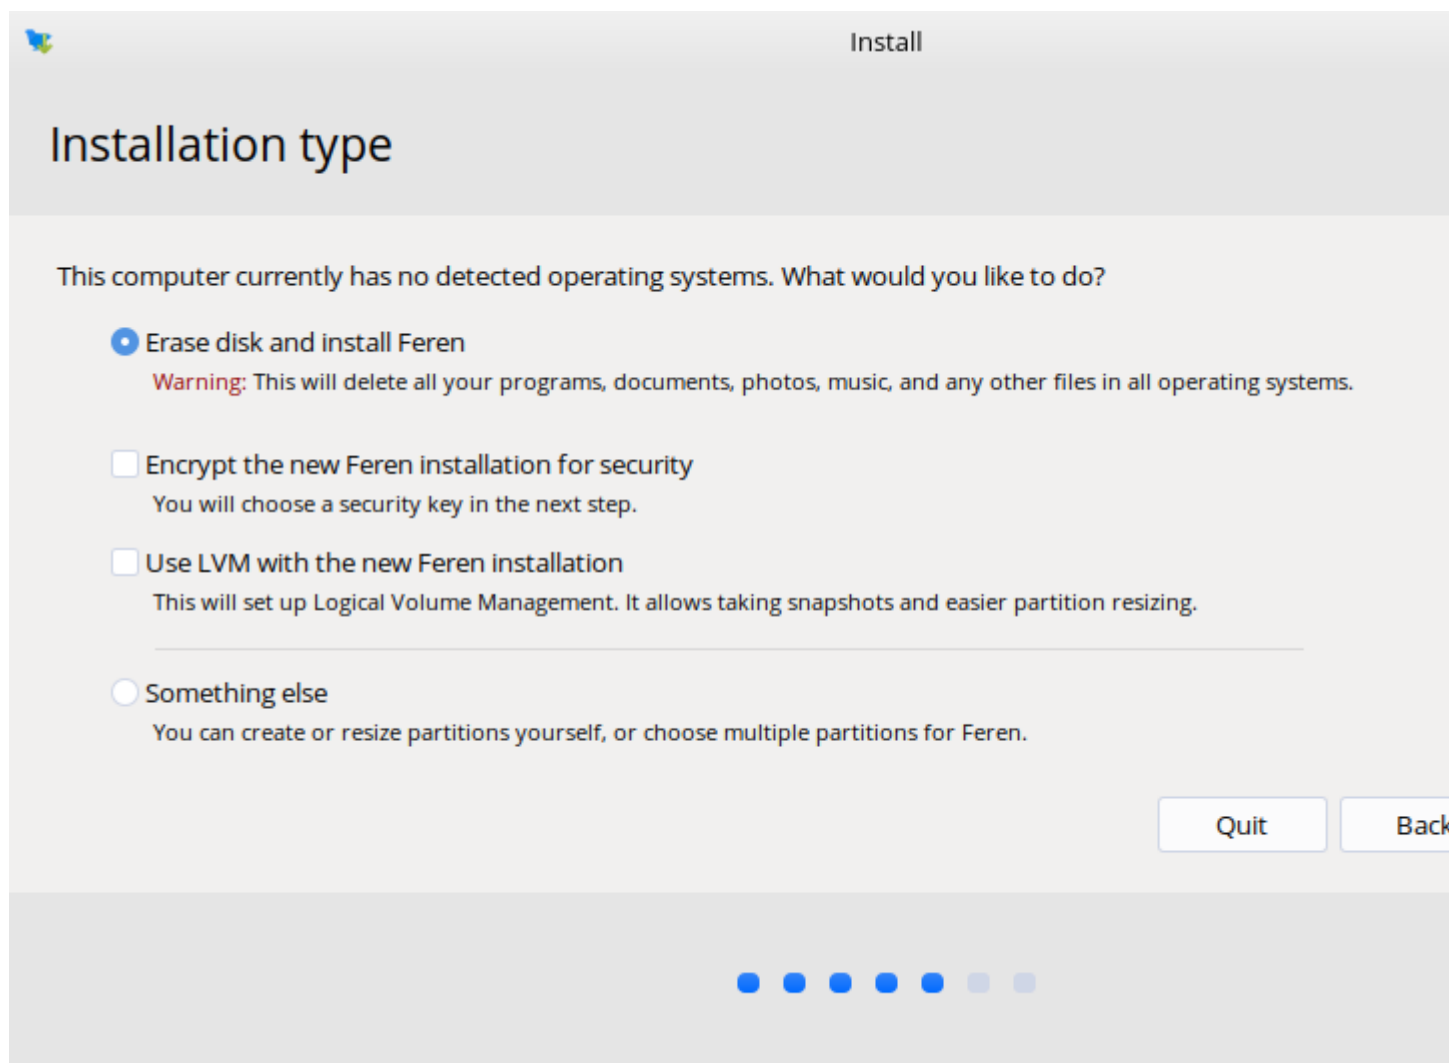 Install
Installation type
This computer currently has no detected operating systems. What would you like to do?
Erase disk and install Feren
Warning: This will delete all your programs, documents, photos, music, and any other files in all operating systems.
Encrypt the new Feren installation for security
You will choose a security key in the next step.
Use LVM with the new Feren installation
This will set up Logical Volume Management. It allows taking snapshots and easier partition resizing.
Something else
You can create or resize partitions yourself, or choose multiple partitions for Feren.
Quit
Back